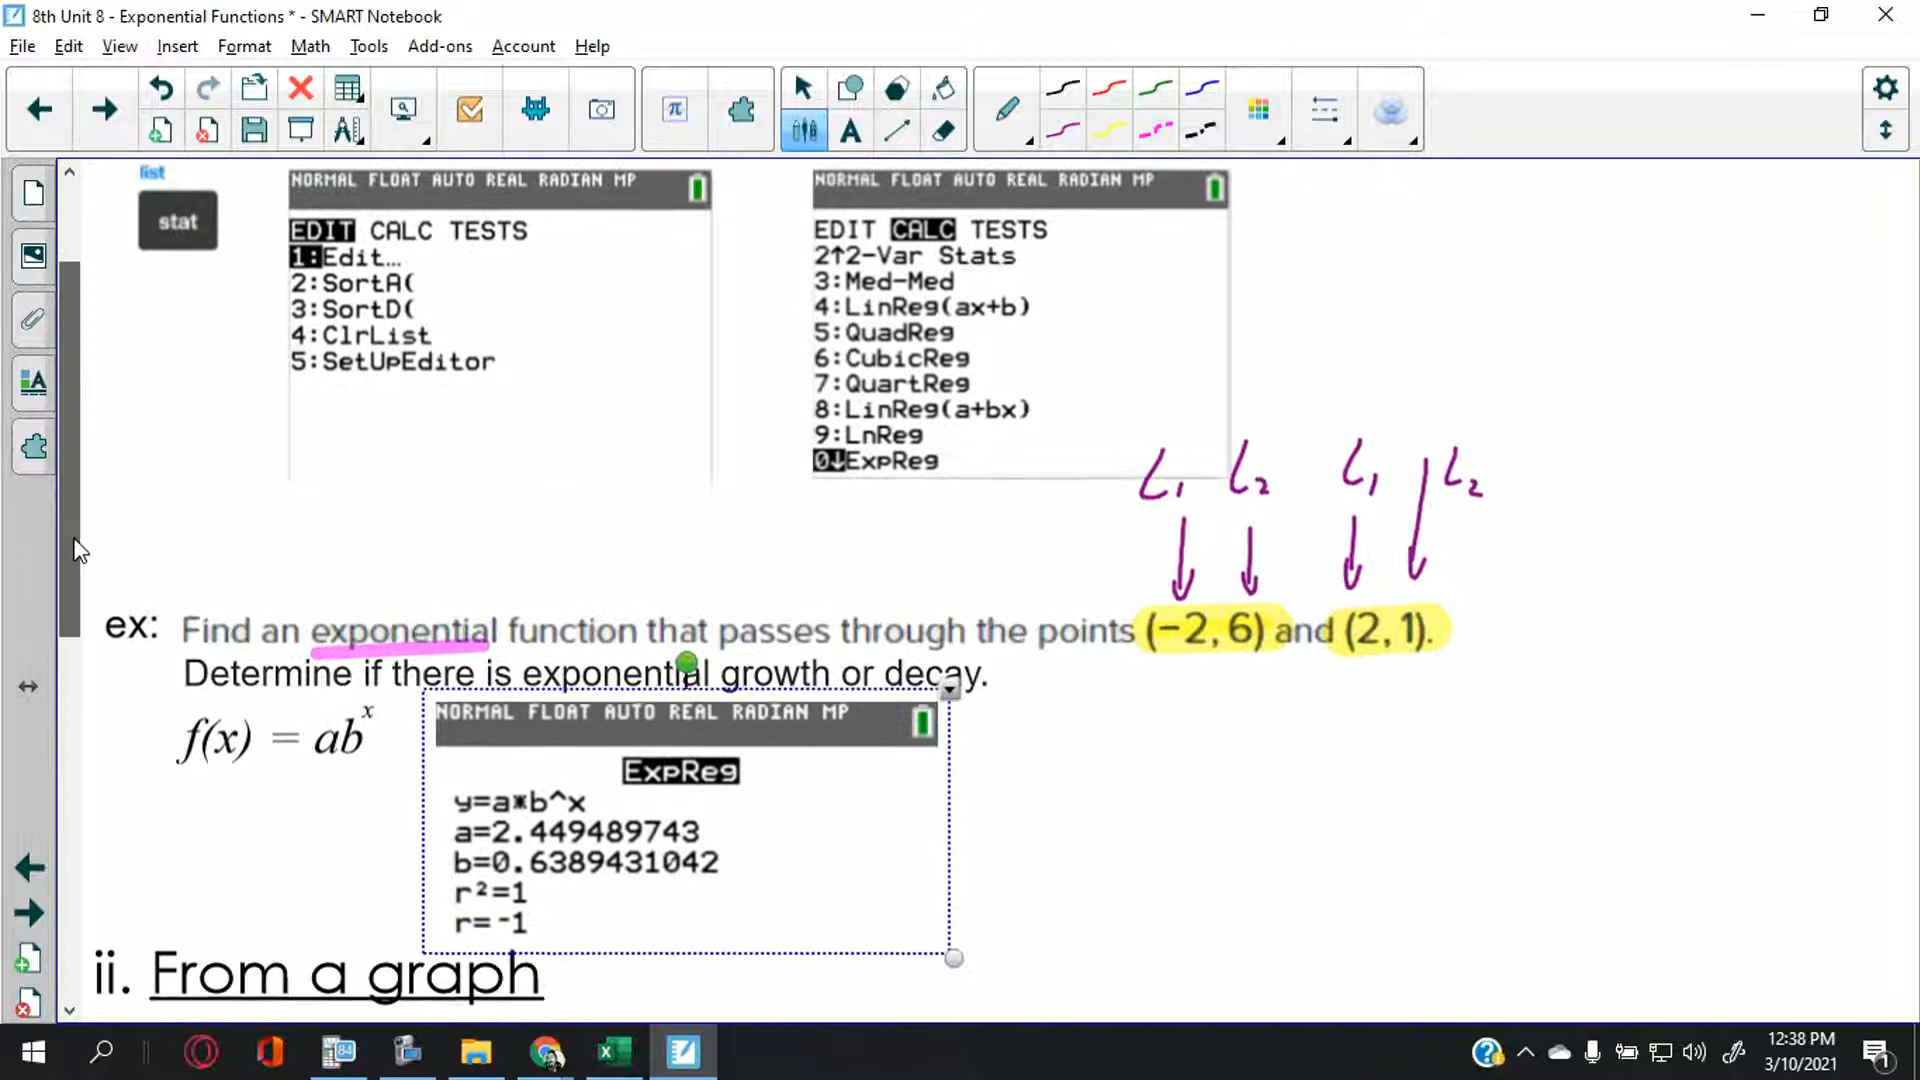 8th Unit 8 - Exponential Functions * - SMART Notebook
File Edit View Insert Format Math Tools Add-ons Account Help
π
A
A
list
stat
NORMAL FLOAT AUTO REAL RADIAN MP
EDIT CALC TESTS
1:Edit…
2:SortA(
3:SortD(
4:ClrList
5:SetUpEditor
NORMAL FLOAT AUTO REAL RADIAN MP
EDIT CALC TESTS
2↑2-Var Stats
3:Med-Med
4:LinReg(ax+b)
5:QuadReg
6:CubicReg
7:QuartReg
8:LinReg(a+bx)
9:LnReg
0↓ExpReg
L₁ L₂ L₁ L₂
ex: Find an exponential function that passes through the points (−2, 6) and (2, 1).
Determine if there is exponential growth or decay.
f(x) = abˣ
NORMAL FLOAT AUTO REAL RADIAN MP
ExpReg
y=a*b^x
a=2.449489743
b=0.6389431042
r²=1
r=-1
ii. From a graph
84
12:38 PM
3/10/2021
1